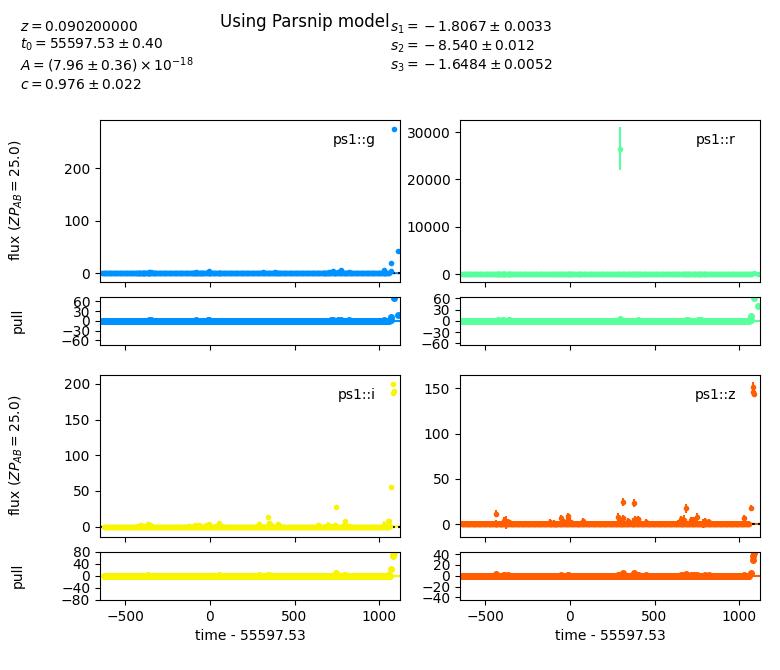 Using Parsnip model
z = 0.090200000
t₀ = 55597.53 ± 0.40
A = (7.96 ± 0.36) × 10⁻¹⁸
c = 0.976 ± 0.022
s₁ = −1.8067 ± 0.0033
s₂ = −8.540 ± 0.012
s₃ = −1.6484 ± 0.0052
flux (ZP_AB = 25.0)
200
100
0
ps1::g
30000
20000
10000
0
ps1::r
pull
60
30
0
−30
−60
60
30
0
−30
−60
flux (ZP_AB = 25.0)
200
150
100
50
0
ps1::i
150
100
50
0
ps1::z
pull
80
40
0
−40
−80
40
20
0
−20
−40
−500 0 500 1000
−500 0 500 1000
time - 55597.53
time - 55597.53